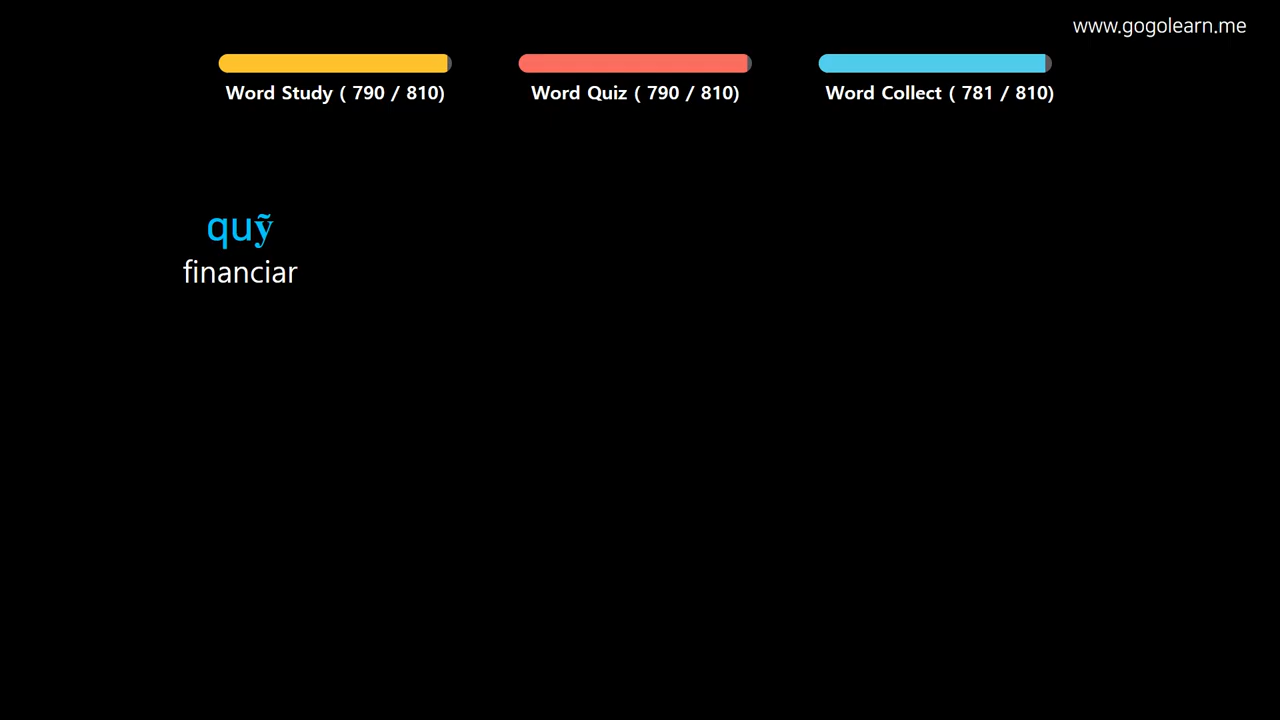 www.gogolearn.me
Word Study ( 790 / 810)
Word Quiz ( 790 / 810)
Word Collect ( 781 / 810)
quỹ
financiar